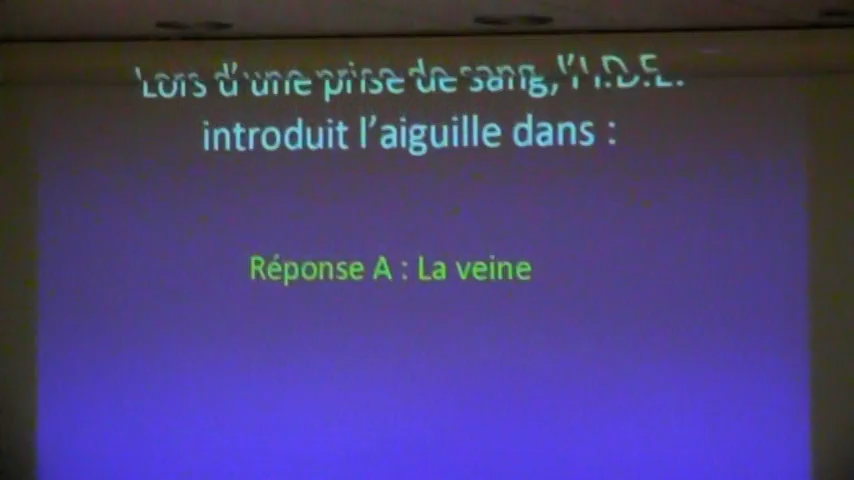 Lors d'une prise de sang, l'I.D.E.
introduit l'aiguille dans :
Réponse A : La veine